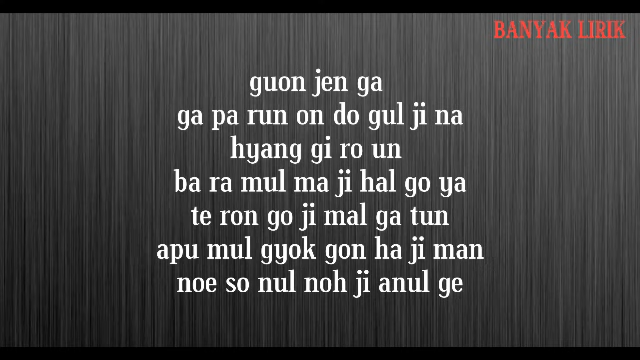 BANYAK LIRIK
guon jen ga
ga pa run on do gul ji na
hyang gi ro un
ba ra mul ma ji hal go ya
te ron go ji mal ga tun
apu mul gyok gon ha ji man
noe so nul noh ji anul ge